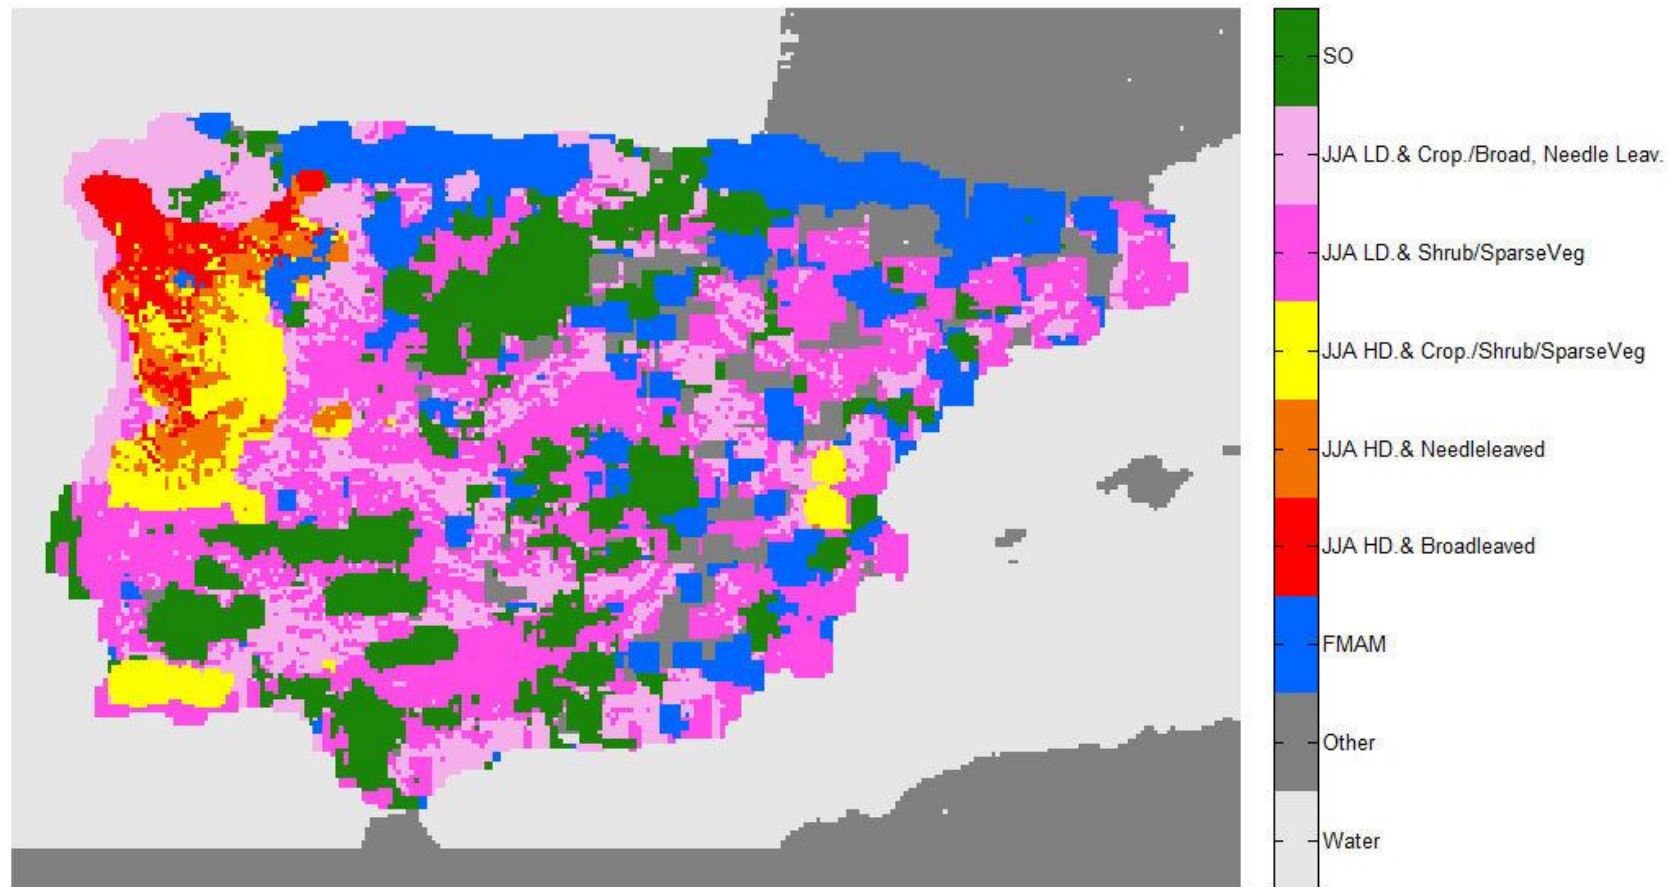 SO
JJA LD.& Crop./Broad, Needle Leav.
JJA LD.& Shrub/SparseVeg
JJA HD.& Crop./Shrub/SparseVeg
JJA HD.& Needleleaved
JJA HD.& Broadleaved
FMAM
Other
Water